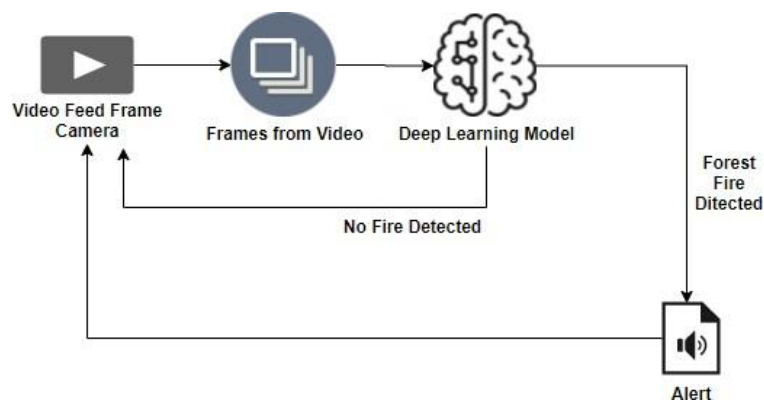 Video Feed Frame
Camera
Frames from Video
Deep Learning Model
No Fire Detected
Forest
Fire
Ditected
Alert